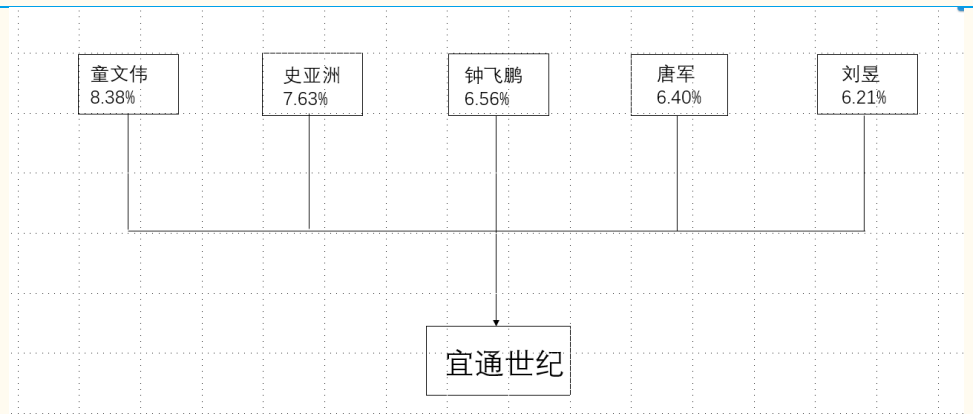 童文伟
8.38%
史亚洲
7.63%
钟飞鹏
6.56%
唐军
6.40%
刘昱
6.21%
宜通世纪